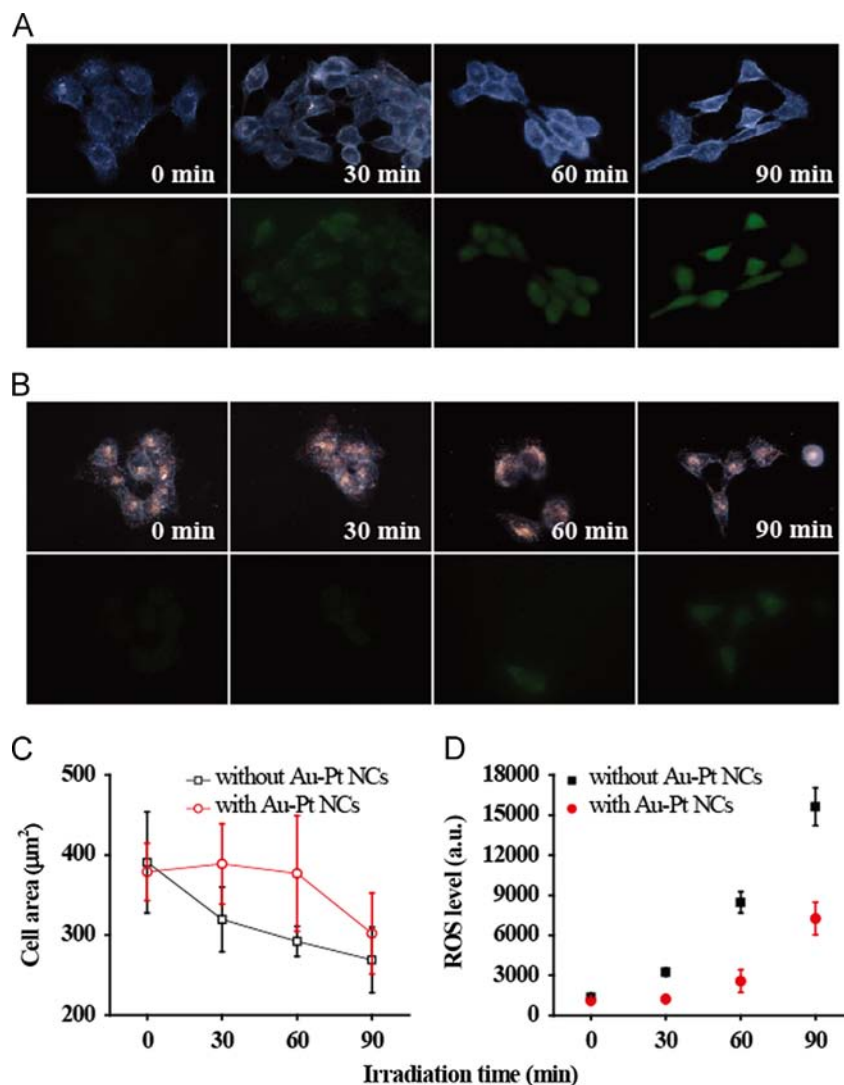 A
0 min
30 min
60 min
90 min
B
0 min
30 min
60 min
90 min
C
500
400
300
200
Cell area (μm²)
without Au-Pt NCs
with Au-Pt NCs
0 30 60 90
D
18000
15000
12000
9000
6000
3000
0
ROS level (a.u.)
without Au-Pt NCs
with Au-Pt NCs
0 30 60 90
Irradiation time (min)